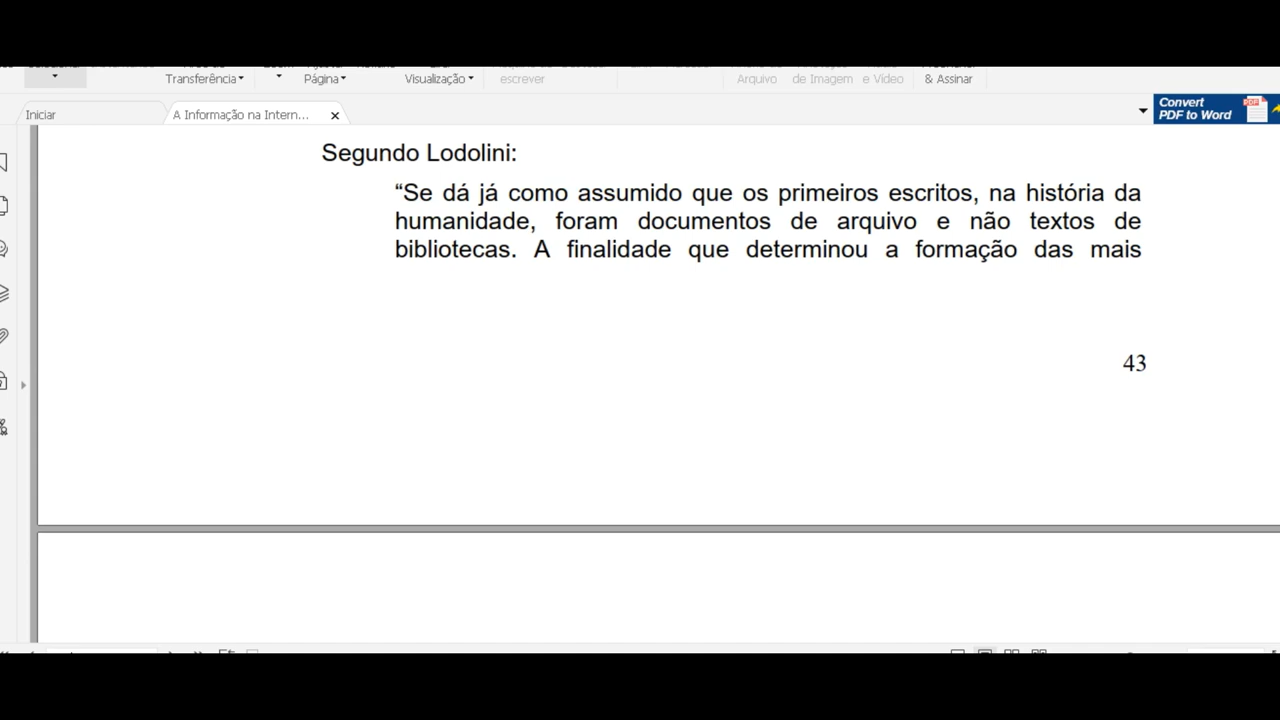 Transferência
Página
Visualização
escrever
Arquivo
de Imagem
e Vídeo
& Assinar
Iniciar
A Informação na Intern...
Convert
PDF to Word
PDF
Segundo Lodolini:
“Se dá já como assumido que os primeiros escritos, na história da
humanidade, foram documentos de arquivo e não textos de
bibliotecas. A finalidade que determinou a formação das mais
43